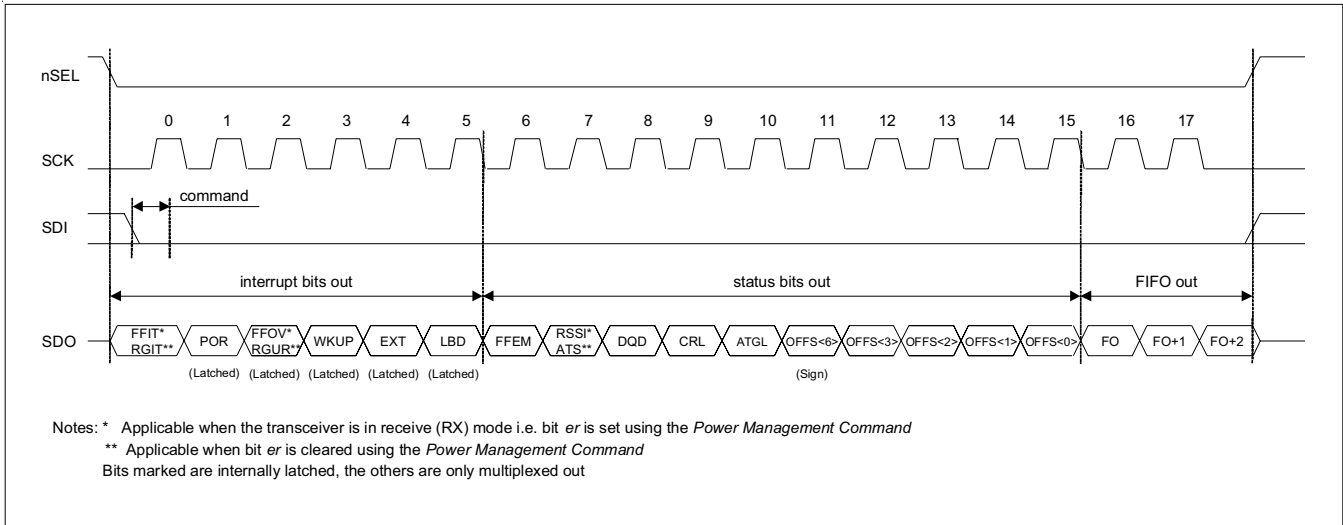 nSEL
0 1 2 3 4 5 6 7 8 9 10 11 12 13 14 15 16 17
SCK
command
SDI
interrupt bits out status bits out FIFO out
SDO
FFIT* RGIT** POR FFOV* RGUR** WKUP EXT LBD FFEM RSSI* ATS** DQD CRL ATGL OFFS<6> OFFS<3> OFFS<2> OFFS<1> OFFS<0> FO FO+1 FO+2
(Latched) (Latched) (Latched) (Latched) (Latched) (Sign)
Notes: * Applicable when the transceiver is in receive (RX) mode i.e. bit er is set using the Power Management Command
** Applicable when bit er is cleared using the Power Management Command
Bits marked are internally latched, the others are only multiplexed out